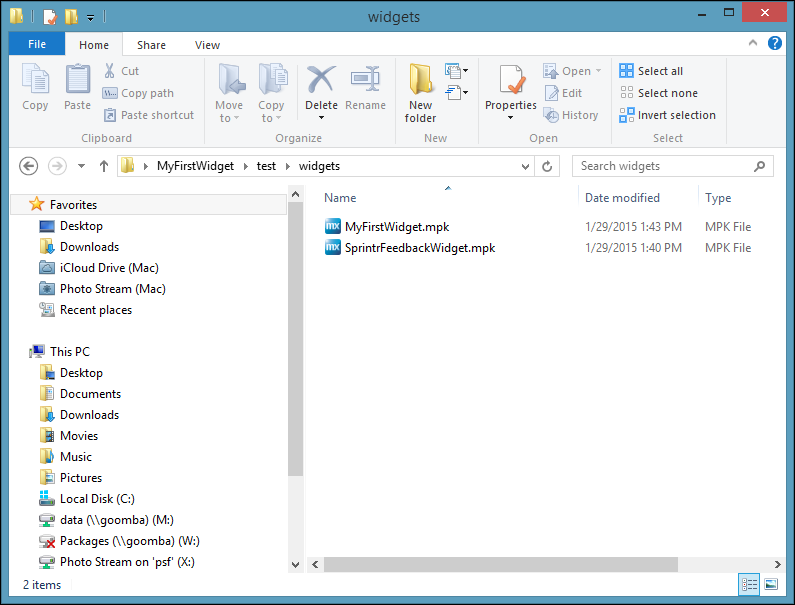 widgets
File Home Share View
Copy
Paste
Cut
Copy path
Paste shortcut
Clipboard
Move to
Copy to
Delete
Rename
Organize
New folder
New
Properties
Open
Edit
History
Open
Select all
Select none
Invert selection
Select
MyFirstWidget test widgets
Search widgets
Favorites
Desktop
Downloads
iCloud Drive (Mac)
Photo Stream (Mac)
Recent places
This PC
Desktop
Documents
Downloads
Movies
Music
Pictures
Local Disk (C:)
data (\\goomba) (M:)
Packages (\\goomba) (W:)
Photo Stream on 'psf' (X:)
Name Date modified Type
mx MyFirstWidget.mpk 1/29/2015 1:43 PM MPK File
mx SprintrFeedbackWidget.mpk 1/29/2015 1:40 PM MPK File
2 items